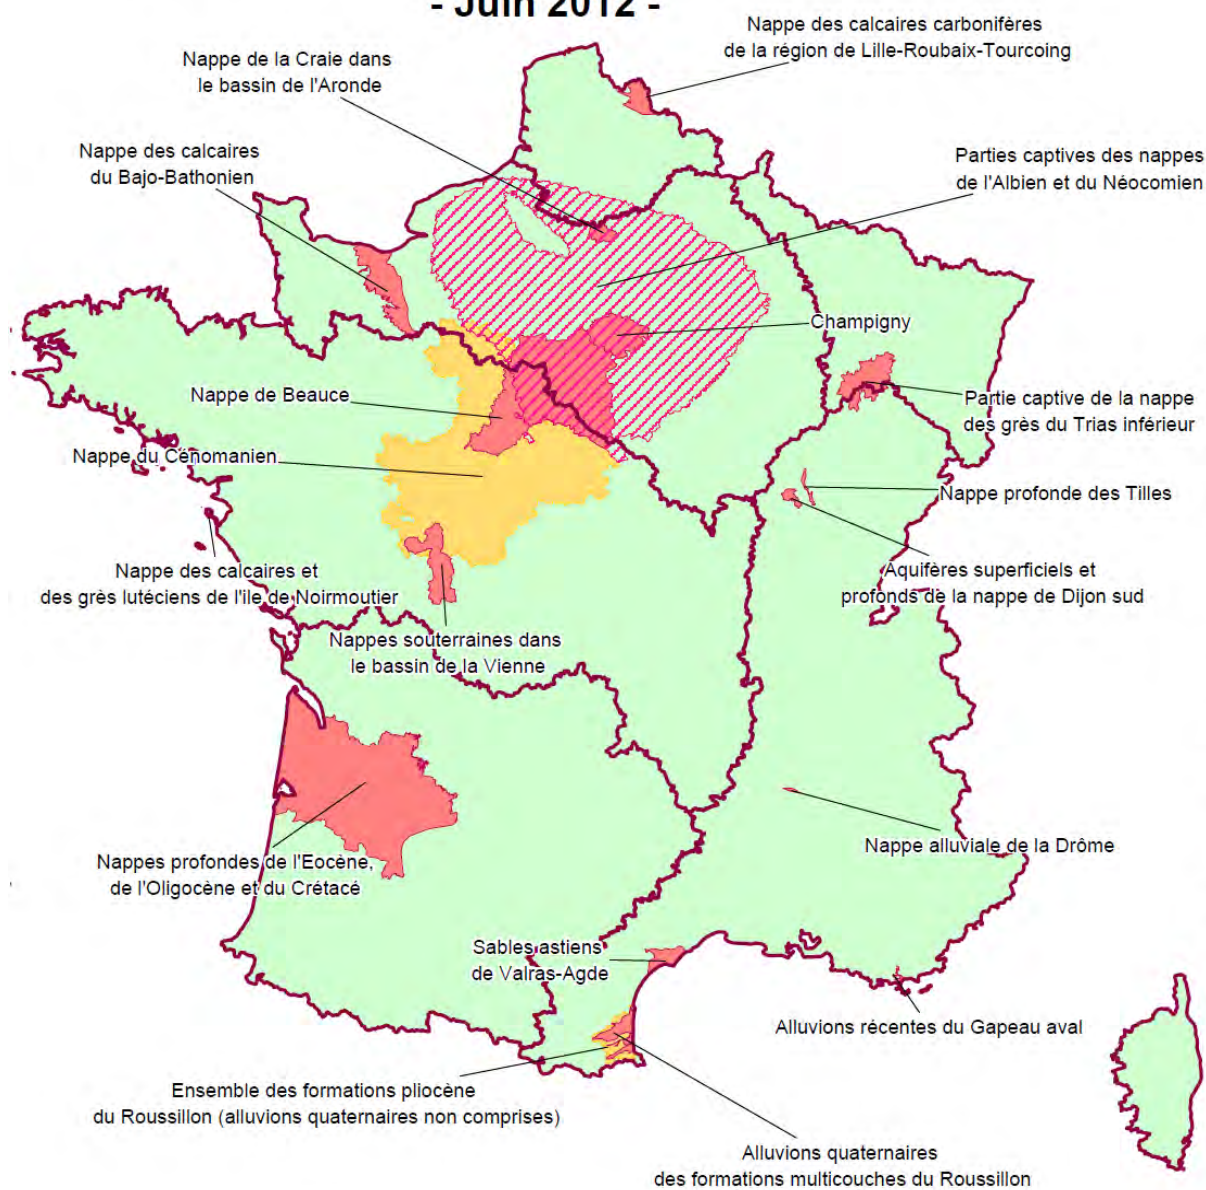 - Juin 2012 -
Nappe des calcaires carbonifères
de la région de Lille-Roubaix-Tourcoing
Nappe de la Craie dans
le bassin de l'Aronde
Nappe des calcaires
du Bajo-Bathonien
Parties captives des nappes
de l'Albien et du Néocomien
Champigny
Nappe de Beauce
Partie captive de la nappe
des grès du Trias inférieur
Nappe du Cénomanien
Nappe profonde des Tilles
Nappe des calcaires et
des grès lutéciens de l'île de Noirmoutier
Aquifères superficiels et
profonds de la nappe de Dijon sud
Nappes souterraines dans
le bassin de la Vienne
Nappes profondes de l'Eocène,
de l'Oligocène et du Crétacé
Nappe alluviale de la Drôme
Sables astiens
de Valras-Agde
Alluvions récentes du Gapeau aval
Ensemble des formations pliocène
du Roussillon (alluvions quaternaires non comprises)
Alluvions quaternaires
des formations multicouches du Roussillon